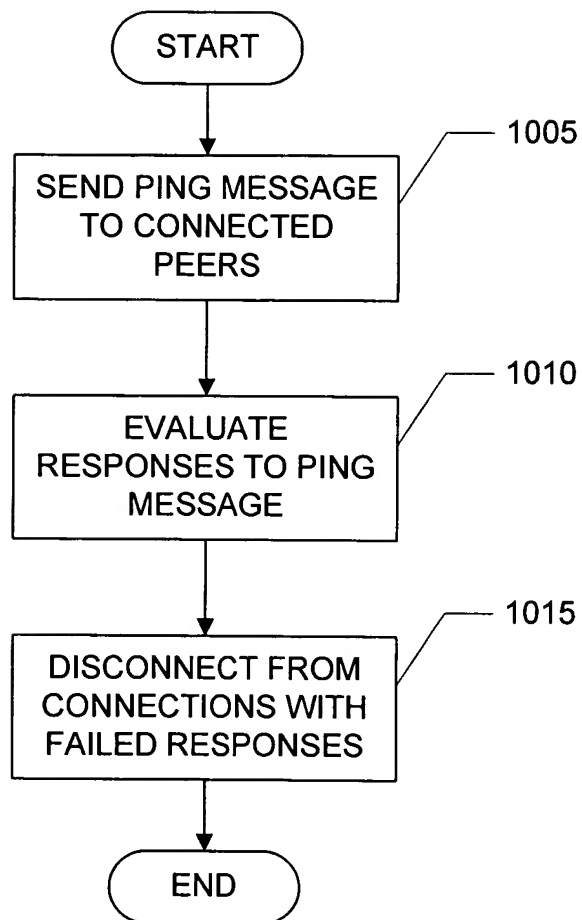 START
1005
SEND PING MESSAGE
TO CONNECTED
PEERS
1010
EVALUATE
RESPONSES TO PING
MESSAGE
1015
DISCONNECT FROM
CONNECTIONS WITH
FAILED RESPONSES
END